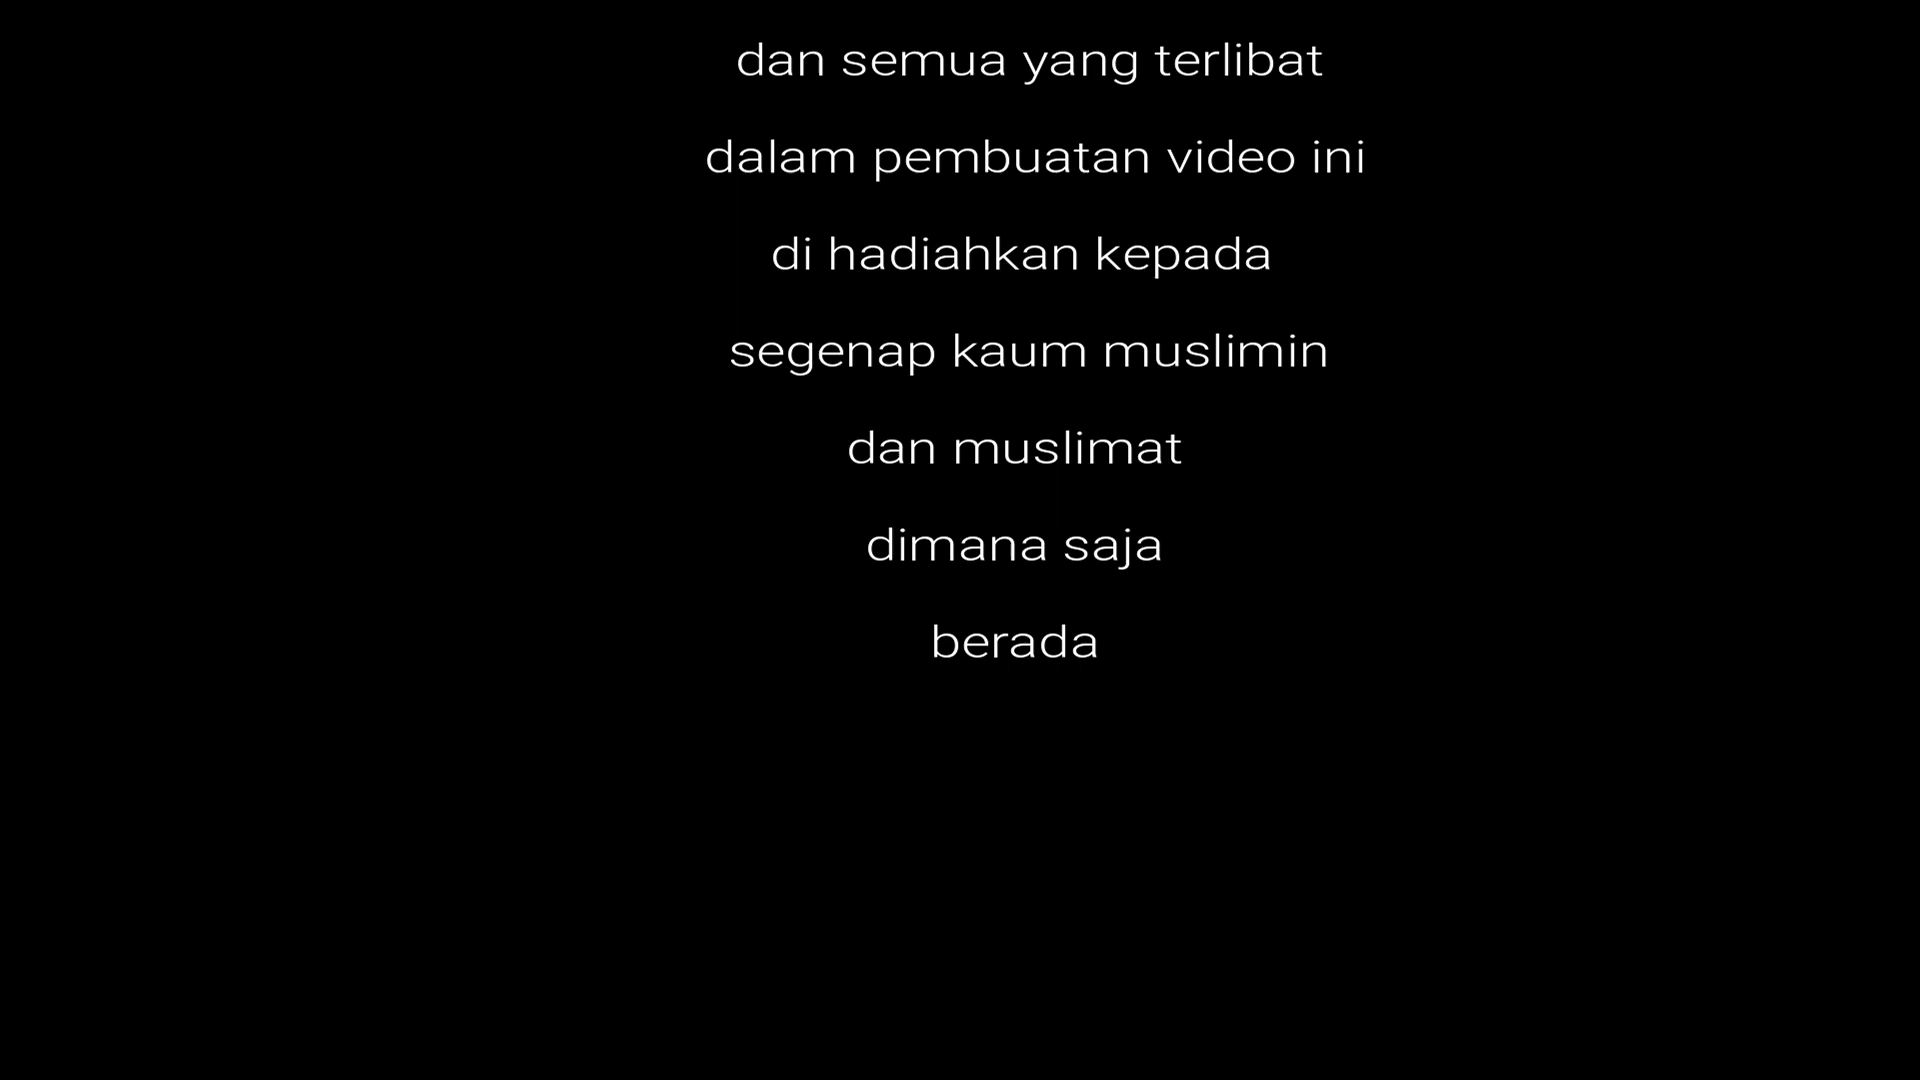 dan semua yang terlibat
dalam pembuatan video ini
di hadiahkan kepada
segenap kaum muslimin
dan muslimat
dimana saja
berada